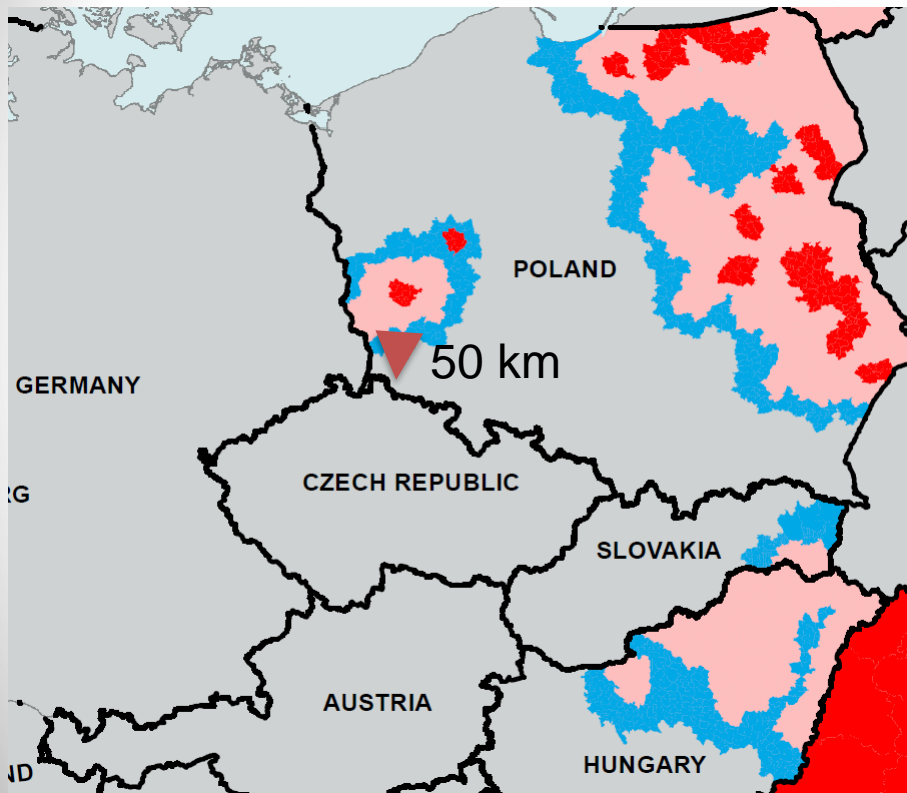 POLAND
50 km
GERMANY
CZECH REPUBLIC
RG
SLOVAKIA
AUSTRIA
HUNGARY
ND